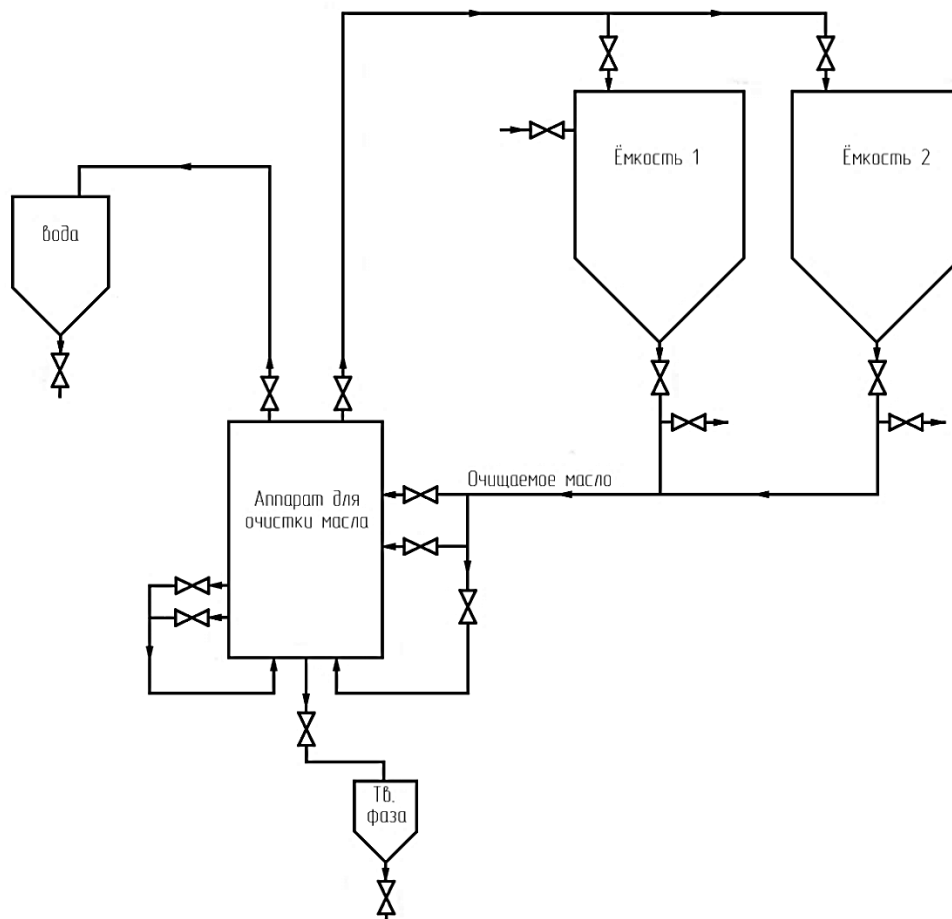 Ёмкость 1
Ёмкость 2
вода
Очищаемое масло
Аппарат для
очистки масла
Тв.
фаза